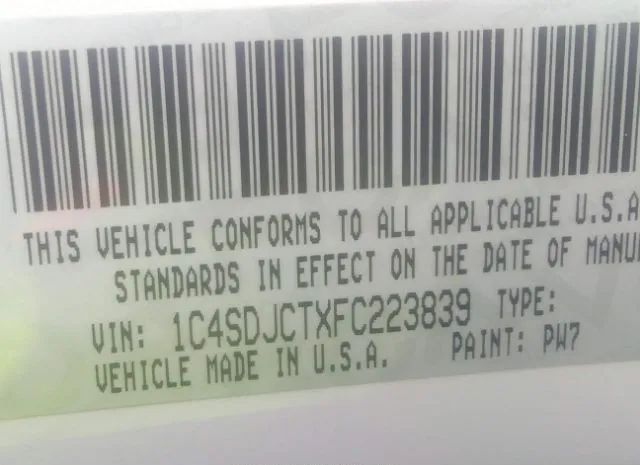 THIS VEHICLE CONFORMS TO ALL APPLICABLE U.S.A
STANDARDS IN EFFECT ON THE DATE OF MANU
VIN: 1C4SDJCTXFC223839 TYPE:
VEHICLE MADE IN U.S.A. PAINT: PW7